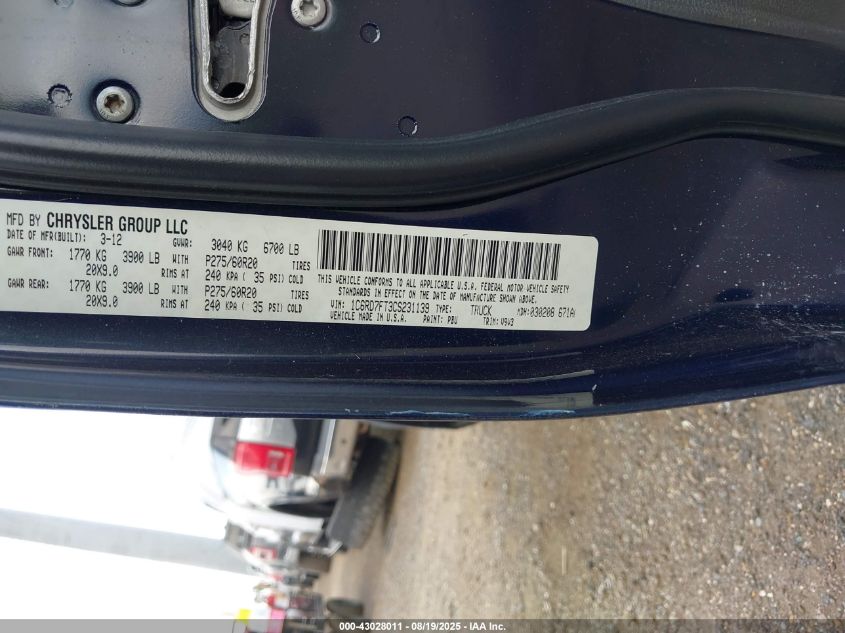 MFD BY CHRYSLER GROUP LLC
DATE OF MFR(BUILT): 3-12 GVWR: 3040 KG 6700 LB
GAWR FRONT: 1770 KG 3900 LB WITH P275/60R20 TIRES
20X9.0 RIMS AT 240 KPA ( 35 PSI) COLD
GAWR REAR: 1770 KG 3900 LB WITH P275/60R20 TIRES
20X9.0 RIMS AT 240 KPA ( 35 PSI) COLD
THIS VEHICLE CONFORMS TO ALL APPLICABLE U.S.A. FEDERAL MOTOR VEHICLE SAFETY
STANDARDS IN EFFECT ON THE DATE OF MANUFACTURE SHOWN ABOVE.
VIN: 1C6RD7FT3CS231139 TYPE: TRUCK MDH: 030208 671A
VEHICLE MADE IN U.S.A. PAINT: PBU TRIM: V9V2
000-43028011 - 08/19/2025 - IAA Inc.